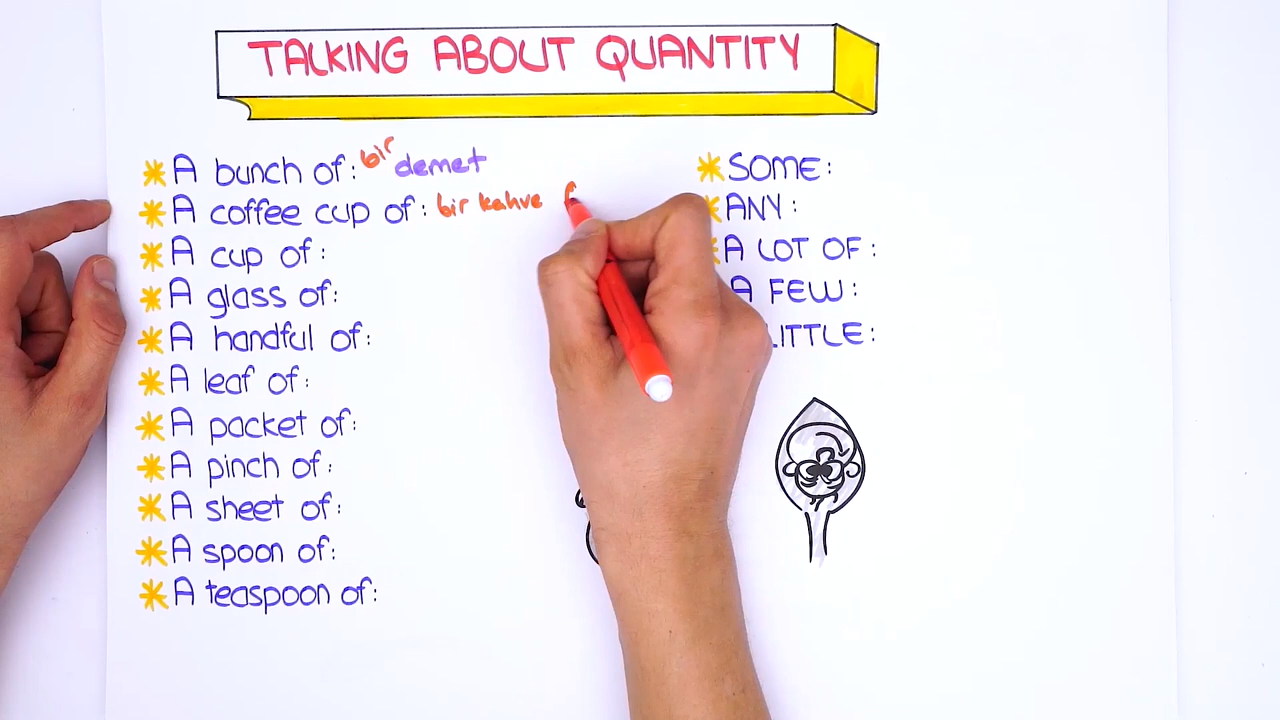 TALKING ABOUT QUANTITY
A bunch of: bir demet
A coffee cup of: bir kahve f
A cup of:
A glass of:
A handful of:
A leaf of:
A packet of:
A pinch of:
A sheet of:
A spoon of:
A teaspoon of:
SOME:
ANY:
A LOT OF:
A FEW:
LITTLE: